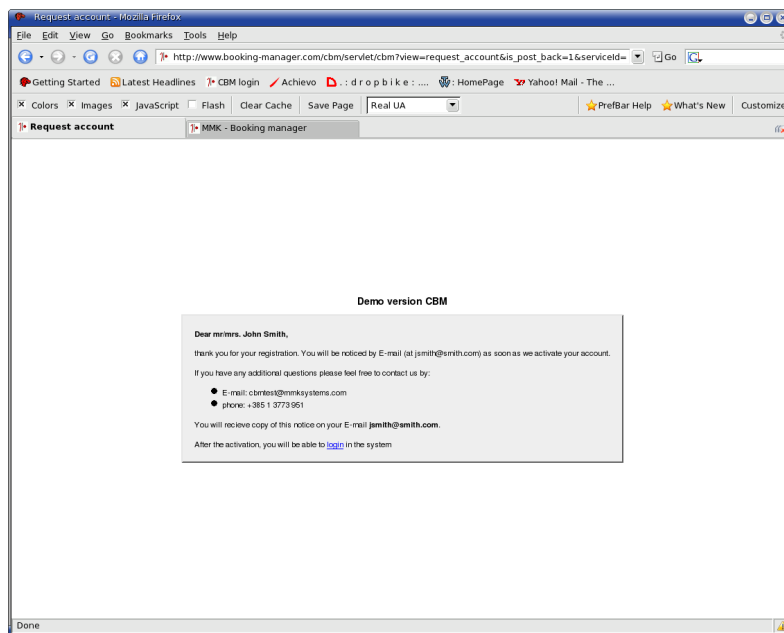 Request account - Mozilla Firefox
File Edit View Go Bookmarks Tools Help
http://www.booking-manager.com/cbm/servlet/cbm?view=request_account&is_post_back=1&serviceId= Go G
Getting Started Latest Headlines CBM login Achievo . : d r o p b i k e : .... : HomePage Yahoo! Mail - The ...
Colors Images JavaScript Flash Clear Cache Save Page Real UA PrefBar Help What's New Customize
Request account MMK - Booking manager
Demo version CBM
Dear mr/mrs. John Smith,
thank you for your registration. You will be noticed by E-mail (at jsmith@smith.com) as soon as we activate your account.
If you have any additional questions please feel free to contact us by:
E-mail: cbmtest@mmksystems.com
phone: +385 1 3773 951
You will recieve copy of this notice on your E-mail jsmith@smith.com.
After the activation, you will be able to login in the system
Done